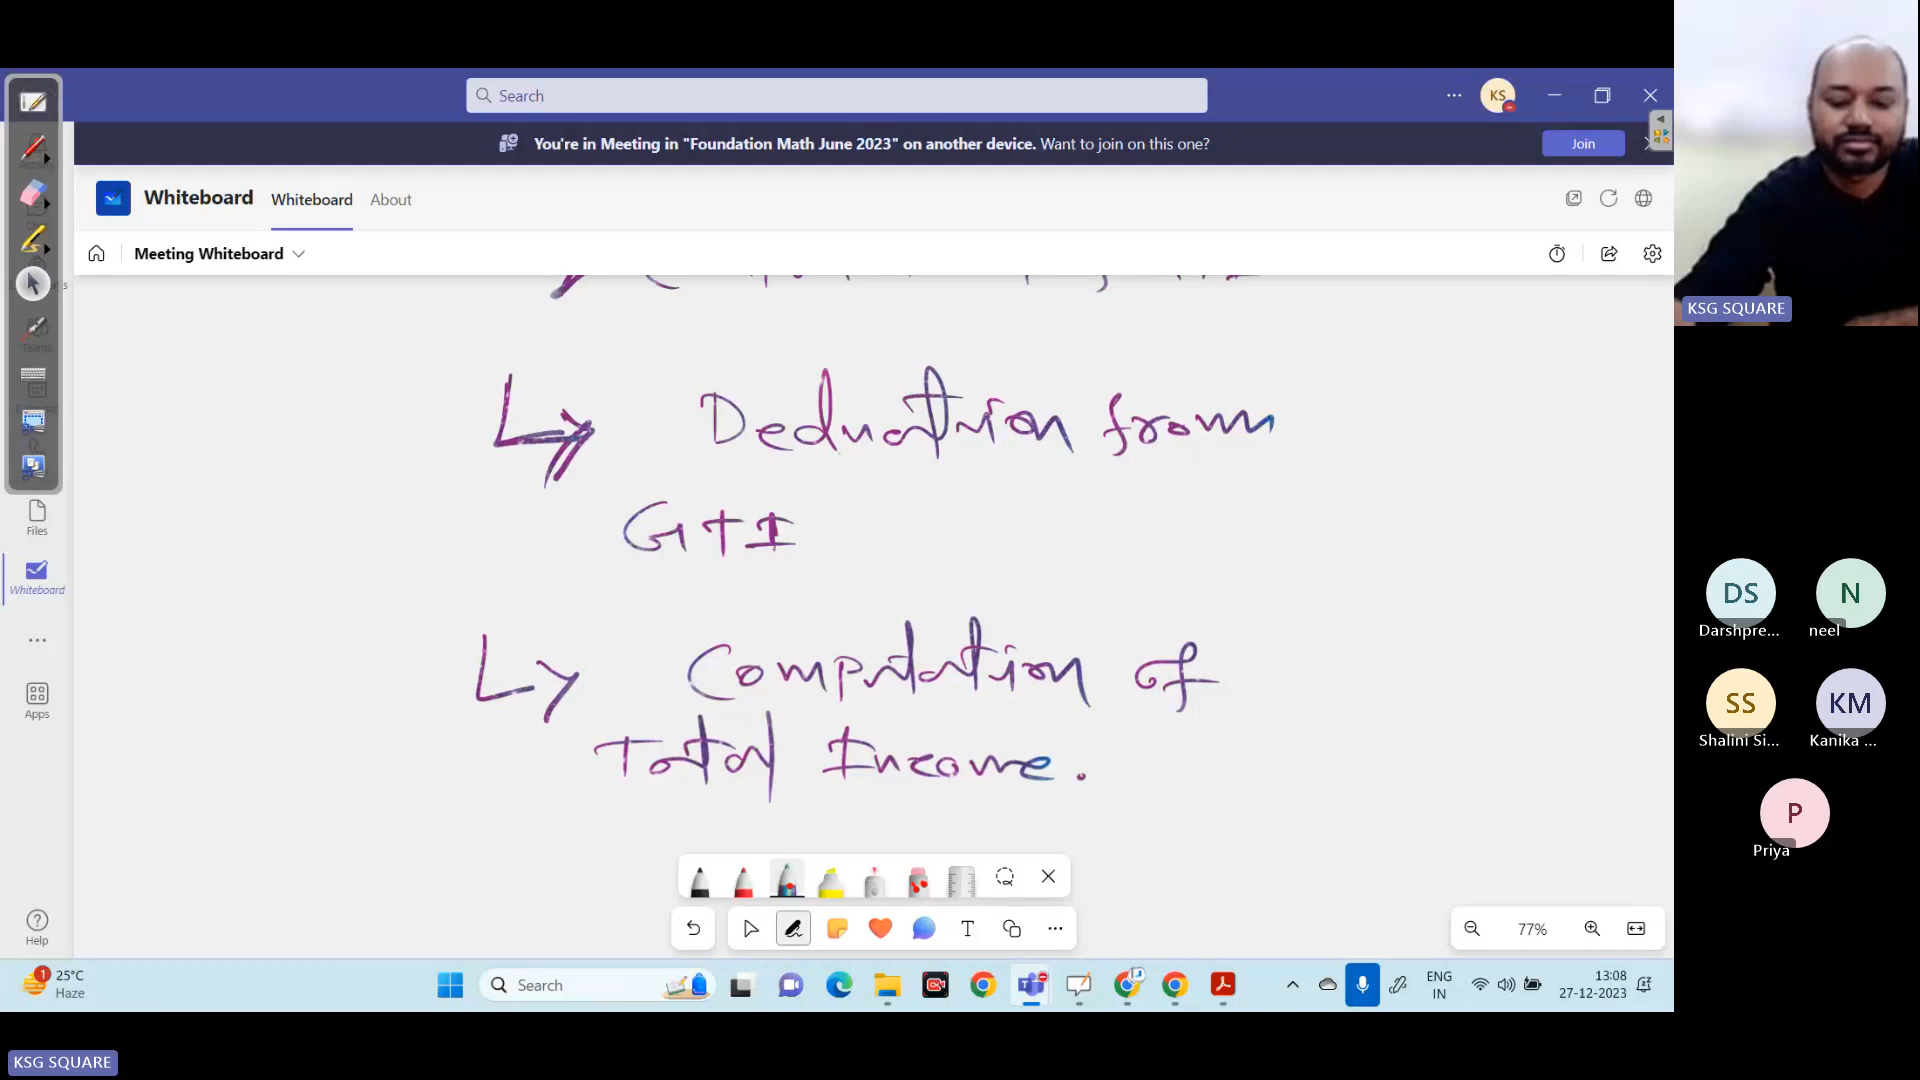 Search
KS
You're in Meeting in "Foundation Math June 2023" on another device. Want to join on this one?
Join
Whiteboard
Whiteboard
About
Meeting Whiteboard
KSG SQUARE
Deduction from
GTI
Computation of
Total Income.
Teams
Files
Whiteboard
Apps
Help
DS
Darshpre...
N
neel
SS
Shalini Si...
KM
Kanika ...
P
Priya
T
77%
1
25°C
Haze
Search
ENG
IN
13:08
27-12-2023
KSG SQUARE